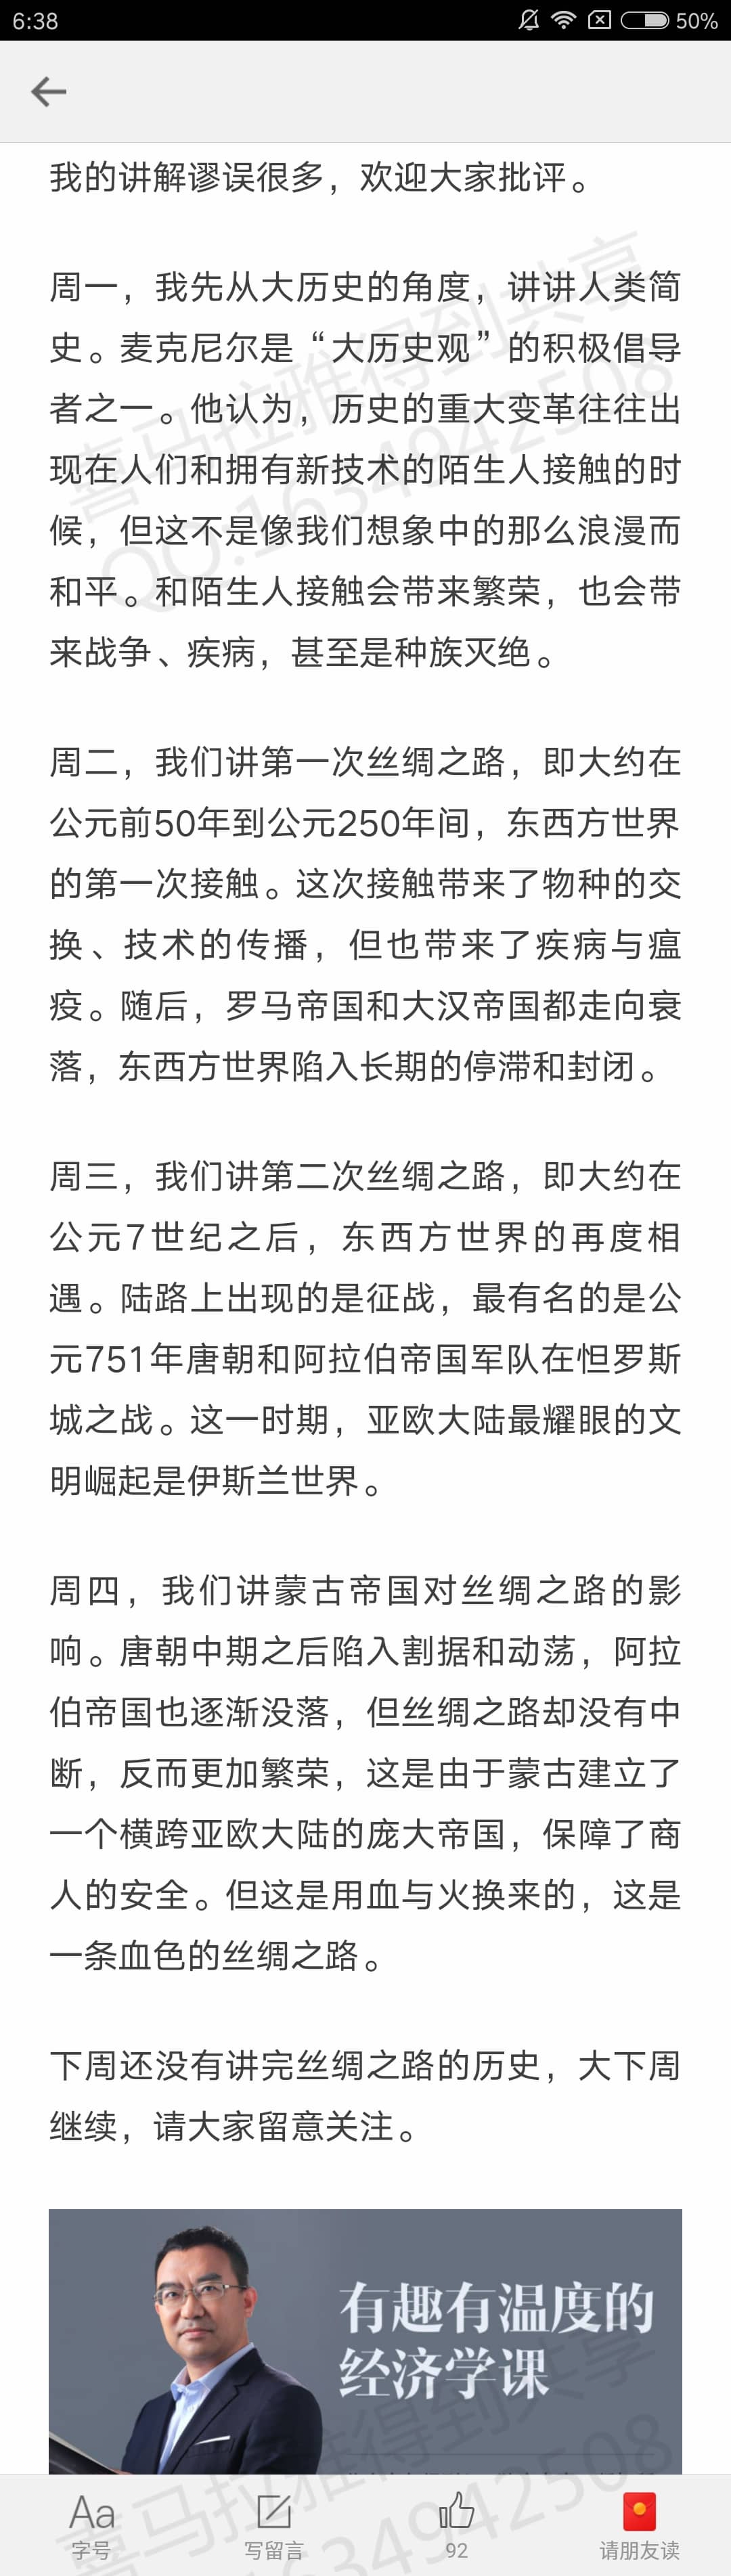 6:38
50%
我的讲解谬误很多，欢迎大家批评。
周一，我先从大历史的角度，讲讲人类简
史。麦克尼尔是“大历史观”的积极倡导
者之一。他认为，历史的重大变革往往出
现在人们和拥有新技术的陌生人接触的时
候，但这不是像我们想象中的那么浪漫而
和平。和陌生人接触会带来繁荣，也会带
来战争、疾病，甚至是种族灭绝。
喜马拉雅得到共享
QQ:1634942508
周二，我们讲第一次丝绸之路，即大约在
公元前50年到公元250年间，东西方世界
的第一次接触。这次接触带来了物种的交
换、技术的传播，但也带来了疾病与瘟
疫。随后，罗马帝国和大汉帝国都走向衰
落，东西方世界陷入长期的停滞和封闭。
周三，我们讲第二次丝绸之路，即大约在
公元7世纪之后，东西方世界的再度相
遇。陆路上出现的是征战，最有名的是公
元751年唐朝和阿拉伯帝国军队在怛罗斯
城之战。这一时期，亚欧大陆最耀眼的文
明崛起是伊斯兰世界。
周四，我们讲蒙古帝国对丝绸之路的影
响。唐朝中期之后陷入割据和动荡，阿拉
伯帝国也逐渐没落，但丝绸之路却没有中
断，反而更加繁荣，这是由于蒙古建立了
一个横跨亚欧大陆的庞大帝国，保障了商
人的安全。但这是用血与火换来的，这是
一条血色的丝绸之路。
下周还没有讲完丝绸之路的历史，大下周
继续，请大家留意关注。
有趣有温度的
经济学课
喜马拉雅得到共享
1634942508
Aa
字号
写留言
92
请朋友读